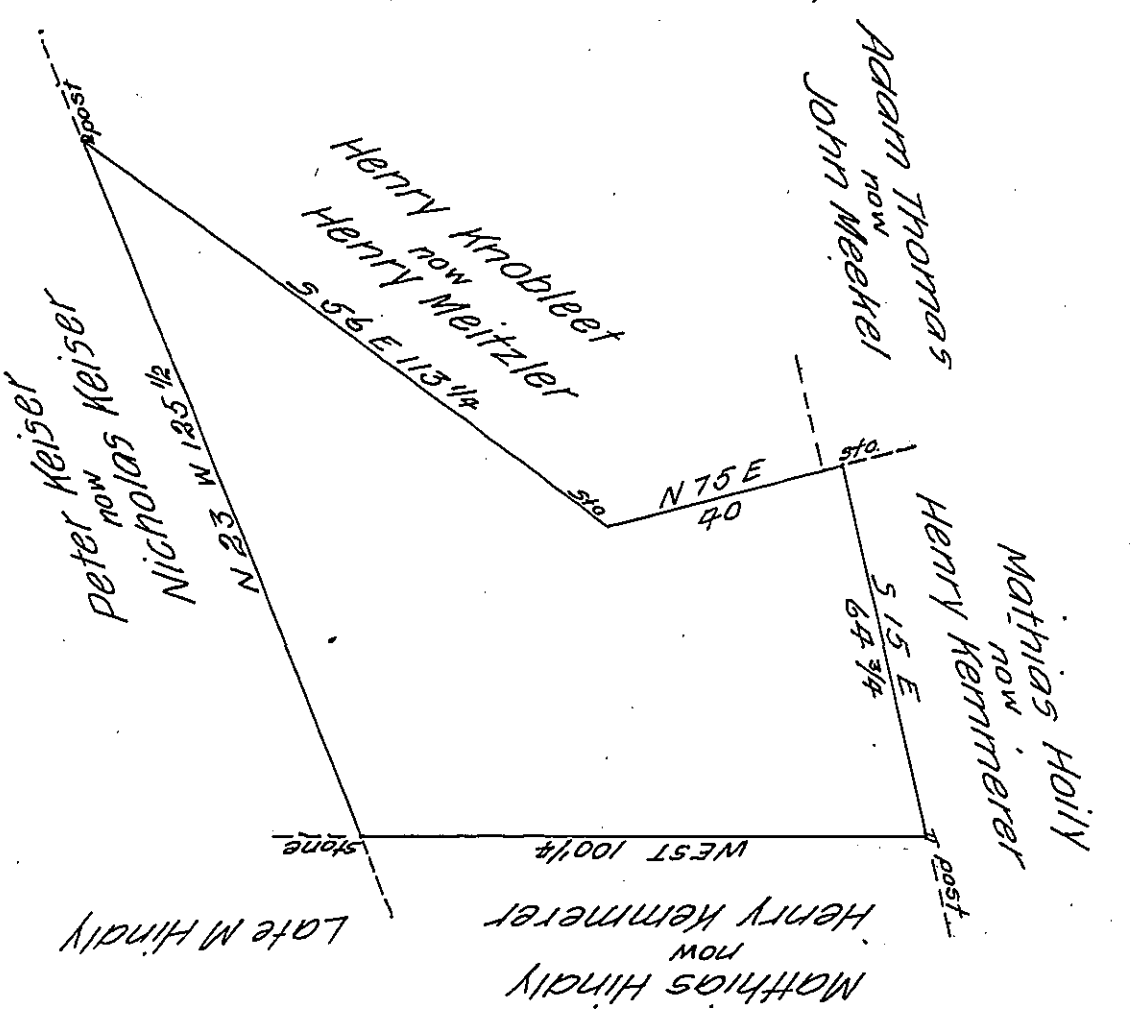 Adam Thomas
now
John Meekel
post
Henry Knobleet
now
Henry Meitzler
S 56 E 113 1/4
Peter Keiser
now
Nicholas Keiser
N 23 W 125 1/2
sto
N 75 E
40
sto.
Mathias Hoily
now
Henry Kemmerer
S 15 E
64 3/4
stone
WEST 100 1/4
post
Late M Hindly
Matthias Hindly
now
Henry Kemmerer